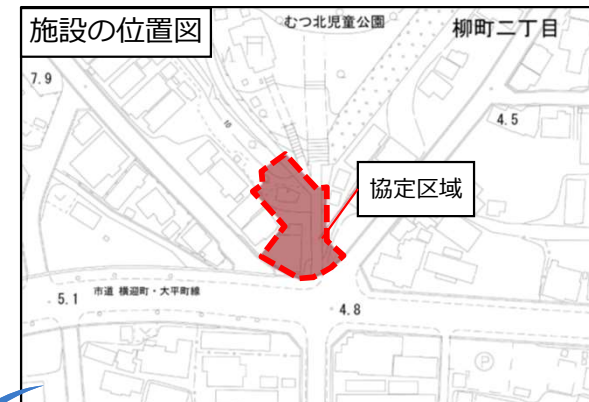 施設の位置図
むつ北児童公園
柳町二丁目
7.9
4.5
10
協定区域
市道 横迎町・大平町線
5.1
4.8
P